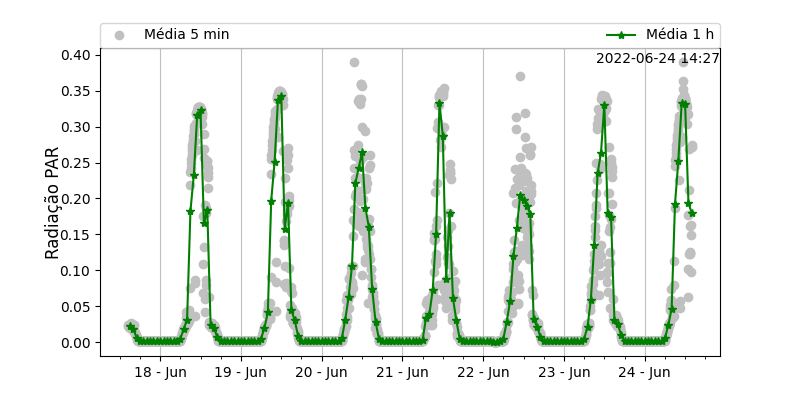 Média 5 min
Média 1 h
2022-06-24 14:27
Radiação PAR
0.40
0.35
0.30
0.25
0.20
0.15
0.10
0.05
0.00
18 - Jun
19 - Jun
20 - Jun
21 - Jun
22 - Jun
23 - Jun
24 - Jun